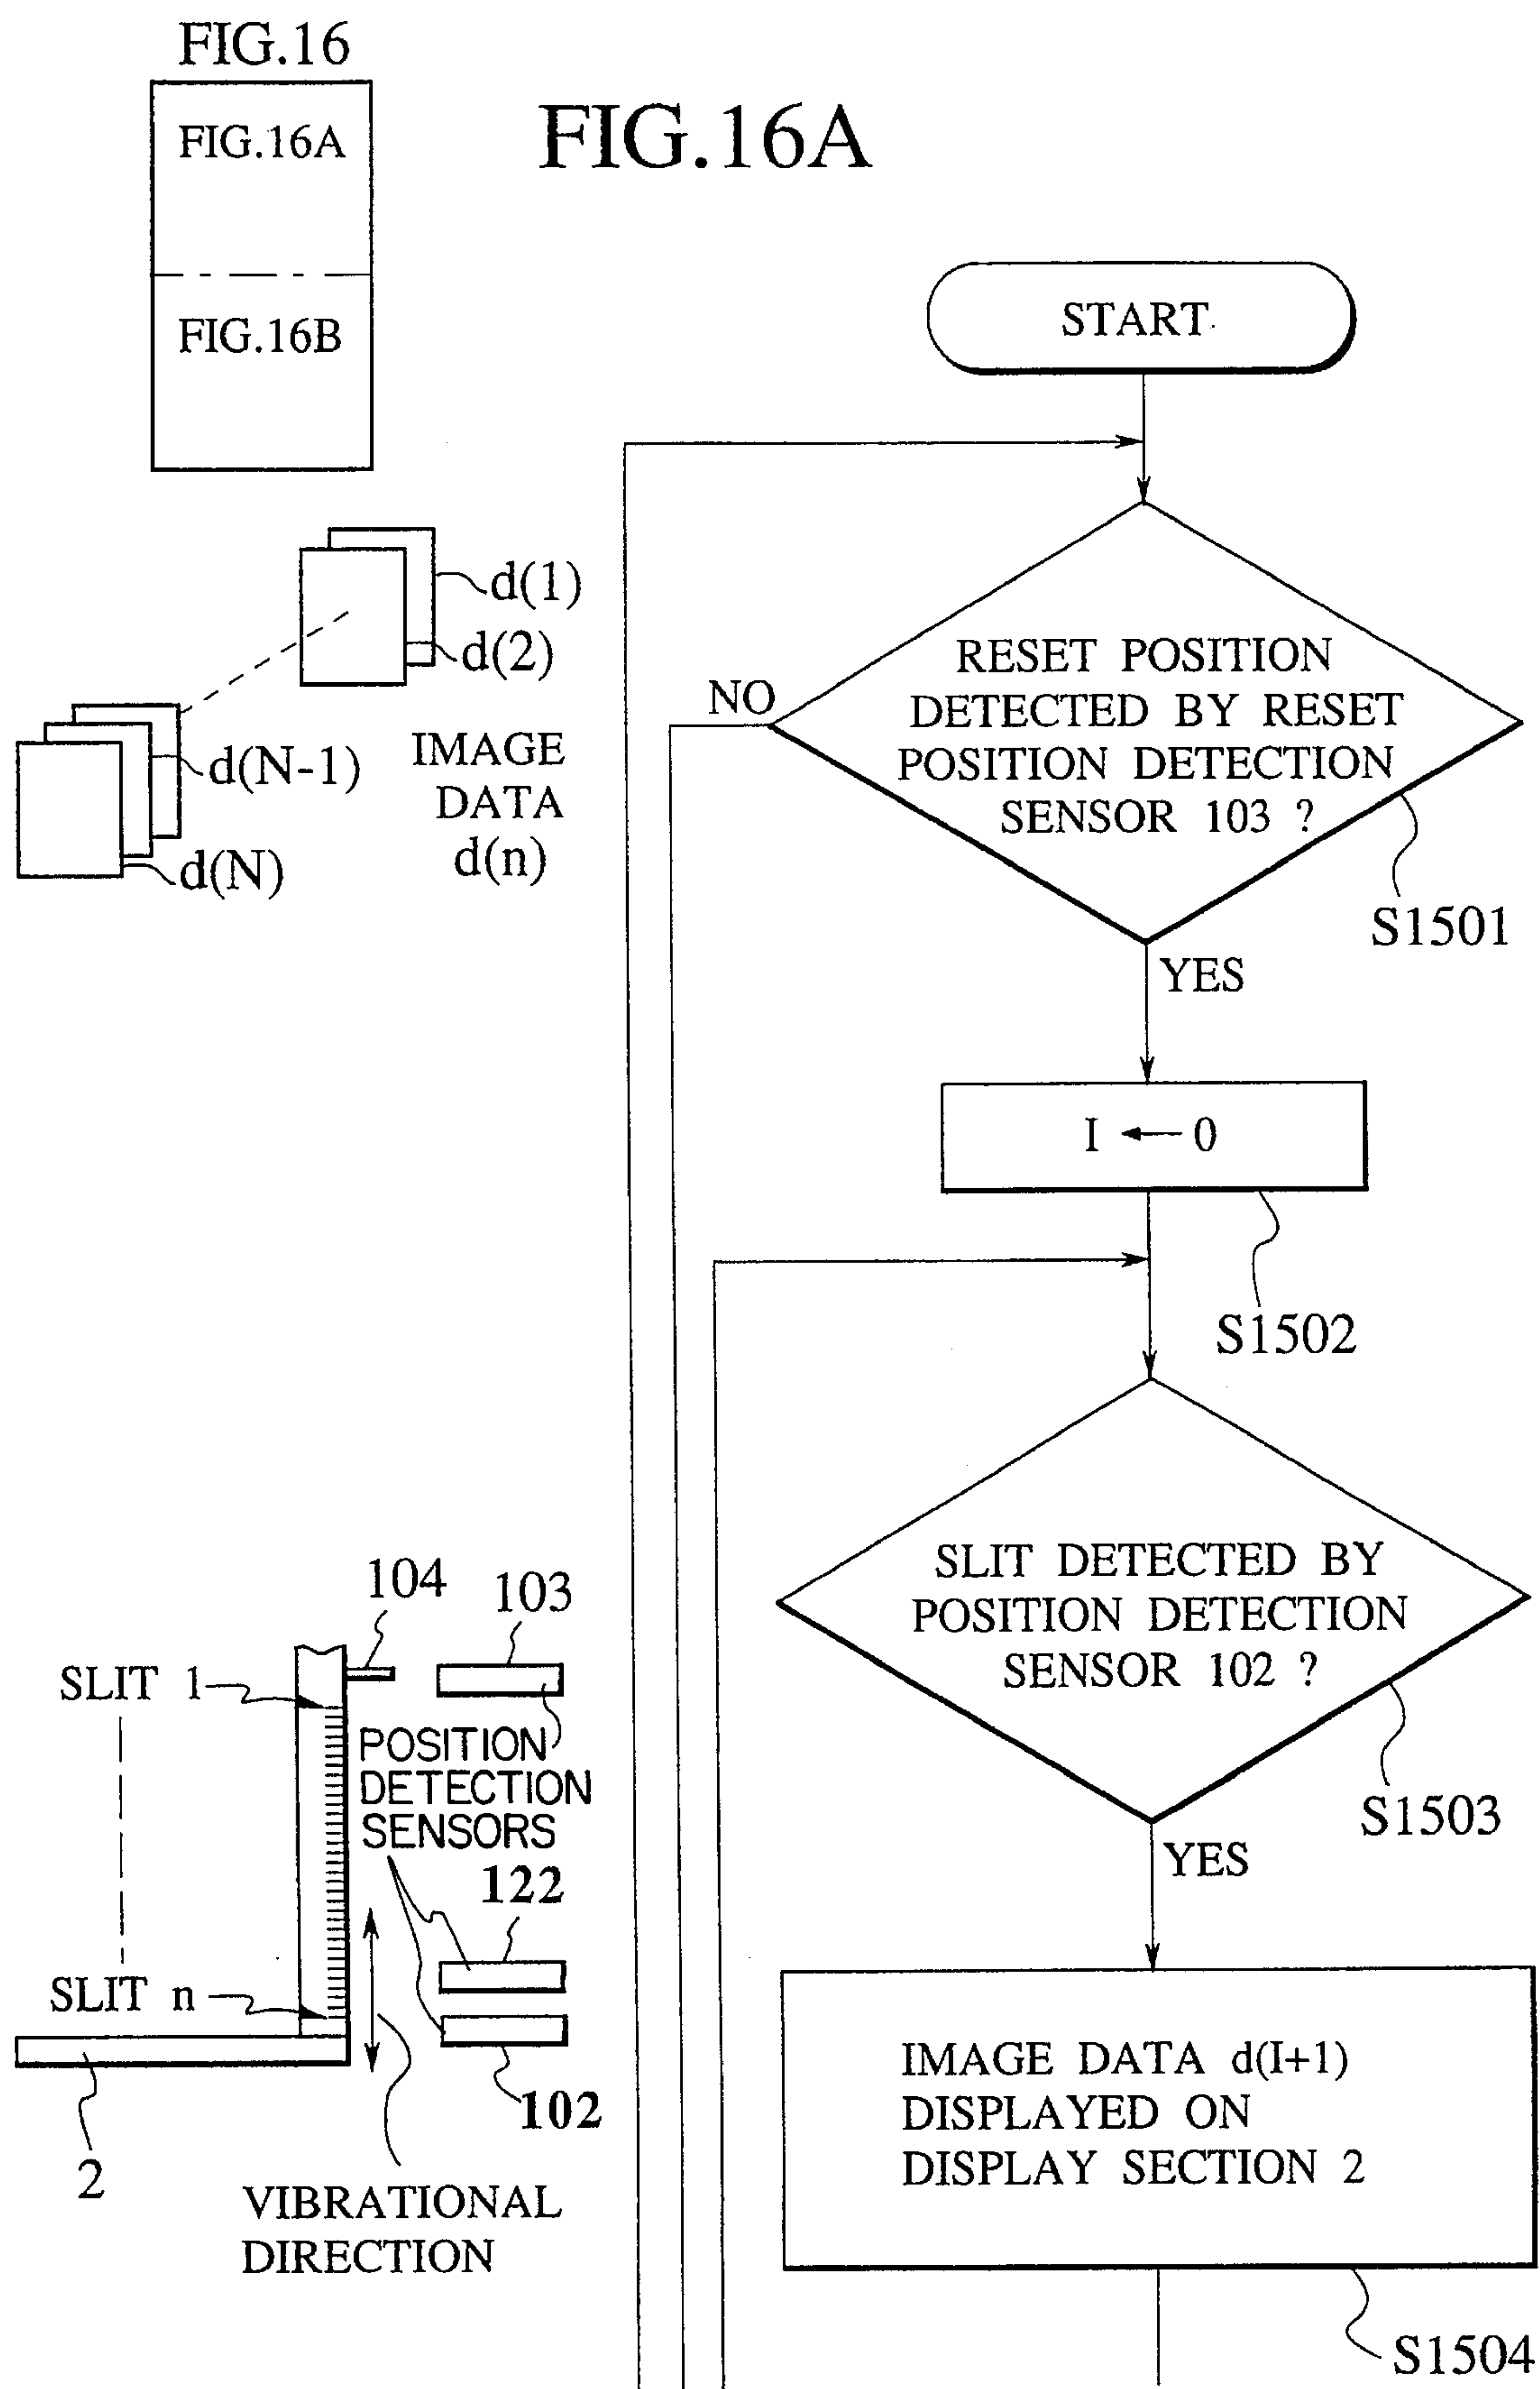 FIG.16
FIG.16A
FIG.16B
FIG.16A
START
d(1)
d(2)
d(N-1)
d(N)
IMAGE
DATA
d(n)
NO
RESET POSITION
DETECTED BY RESET
POSITION DETECTION
SENSOR 103 ?
S1501
YES
I ← 0
S1502
SLIT DETECTED BY
POSITION DETECTION
SENSOR 102 ?
S1503
YES
IMAGE DATA d(I+1)
DISPLAYED ON
DISPLAY SECTION 2
S1504
104
103
SLIT 1
POSITION
DETECTION
SENSORS
122
SLIT n
102
2
VIBRATIONAL
DIRECTION